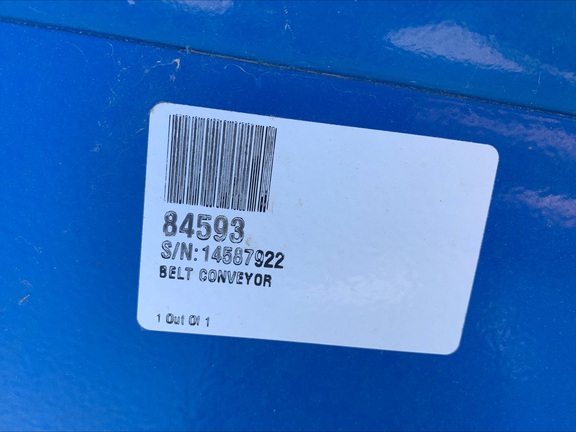 84593
S/N:14587922
BELT CONVEYOR
1 Out Of 1